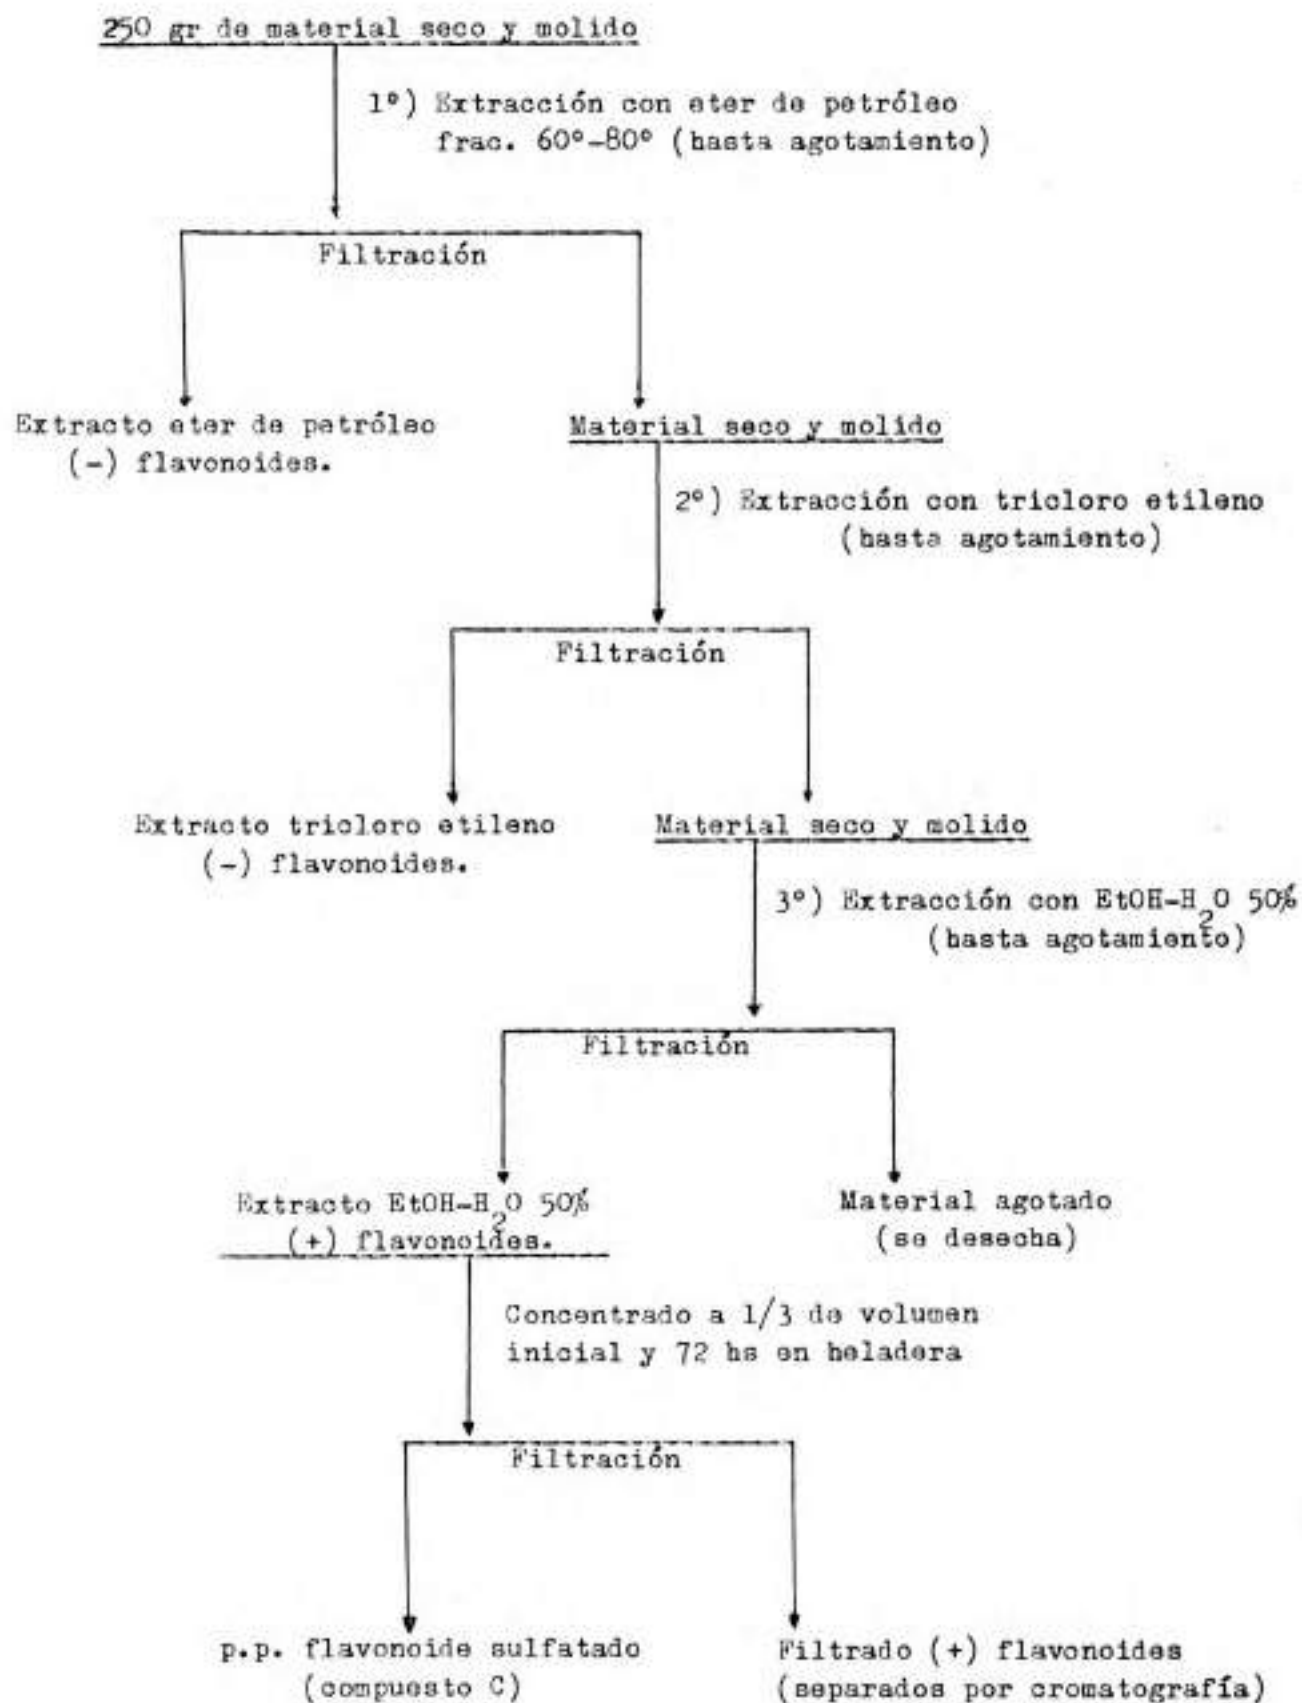 250 gr de material seco y molido
1°) Extracción con eter de petróleo
frac. 60°-80° (hasta agotamiento)
Filtración
Extracto eter de petróleo
(-) flavonoides.
Material seco y molido
2°) Extracción con tricloro etileno
(hasta agotamiento)
Filtración
Extracto tricloro etileno
(-) flavonoides.
Material seco y molido
3°) Extracción con EtOH-H2O 50%
(hasta agotamiento)
Filtración
Extracto EtOH-H2O 50%
(+) flavonoides.
Material agotado
(se desecha)
Concentrado a 1/3 de volumen
inicial y 72 hs en heladera
Filtración
p.p. flavonoide sulfatado
(compuesto C)
Filtrado (+) flavonoides
(separados por cromatografía)